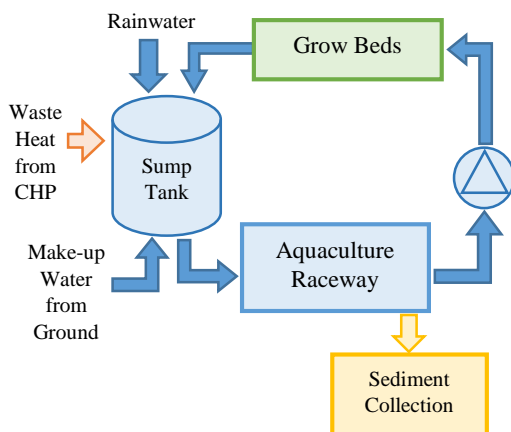 Rainwater
Grow Beds
Waste
Heat
from
CHP
Sump
Tank
Make-up
Water
from
Ground
Aquaculture
Raceway
Sediment
Collection